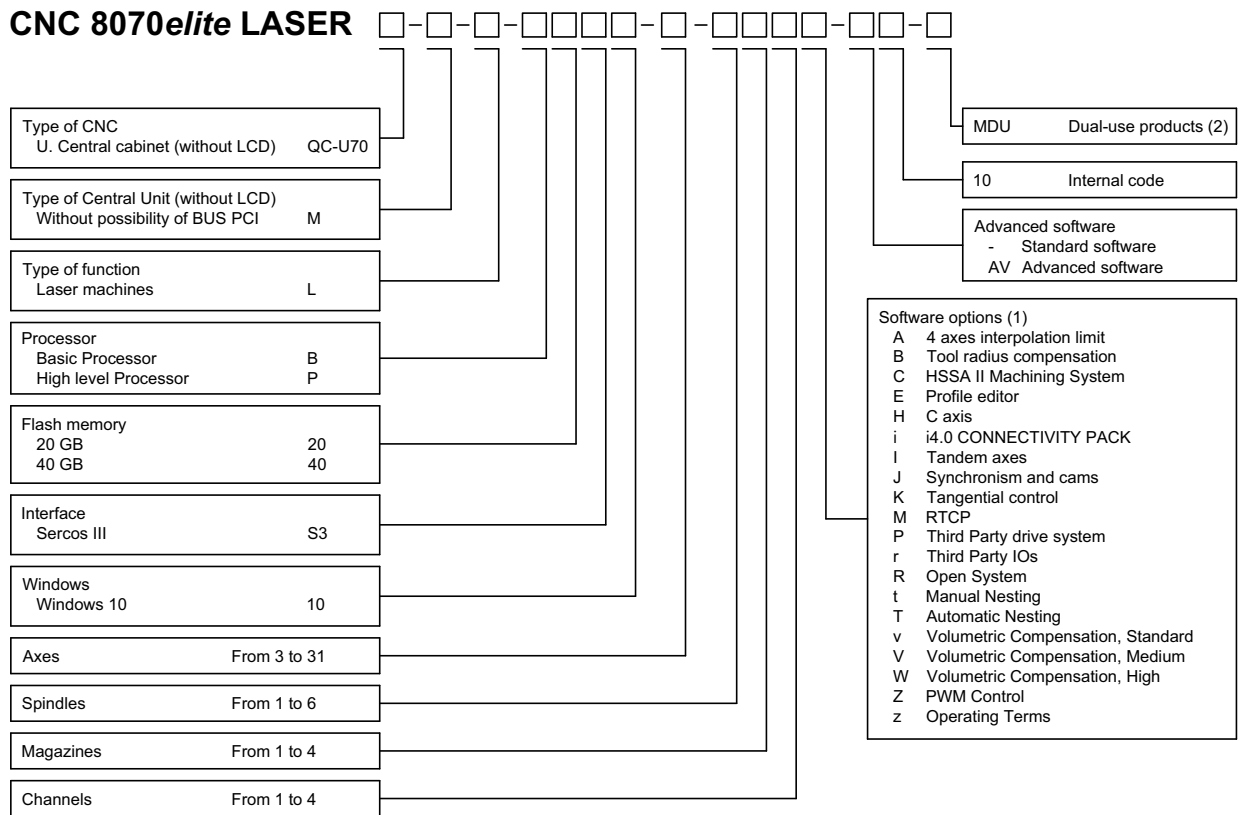 CNC 8070elite LASER - - - - - - -
Type of CNC
U. Central cabinet (without LCD) QC-U70
Type of Central Unit (without LCD)
Without possibility of BUS PCI M
Type of function
Laser machines L
Processor
Basic Processor B
High level Processor P
Flash memory
20 GB 20
40 GB 40
Interface
Sercos III S3
Windows
Windows 10 10
Axes From 3 to 31
Spindles From 1 to 6
Magazines From 1 to 4
Channels From 1 to 4
MDU Dual-use products (2)
10 Internal code
Advanced software
- Standard software
AV Advanced software
Software options (1)
A 4 axes interpolation limit
B Tool radius compensation
C HSSA II Machining System
E Profile editor
H C axis
i i4.0 CONNECTIVITY PACK
I Tandem axes
J Synchronism and cams
K Tangential control
M RTCP
P Third Party drive system
r Third Party IOs
R Open System
t Manual Nesting
T Automatic Nesting
v Volumetric Compensation, Standard
V Volumetric Compensation, Medium
W Volumetric Compensation, High
Z PWM Control
z Operating Terms